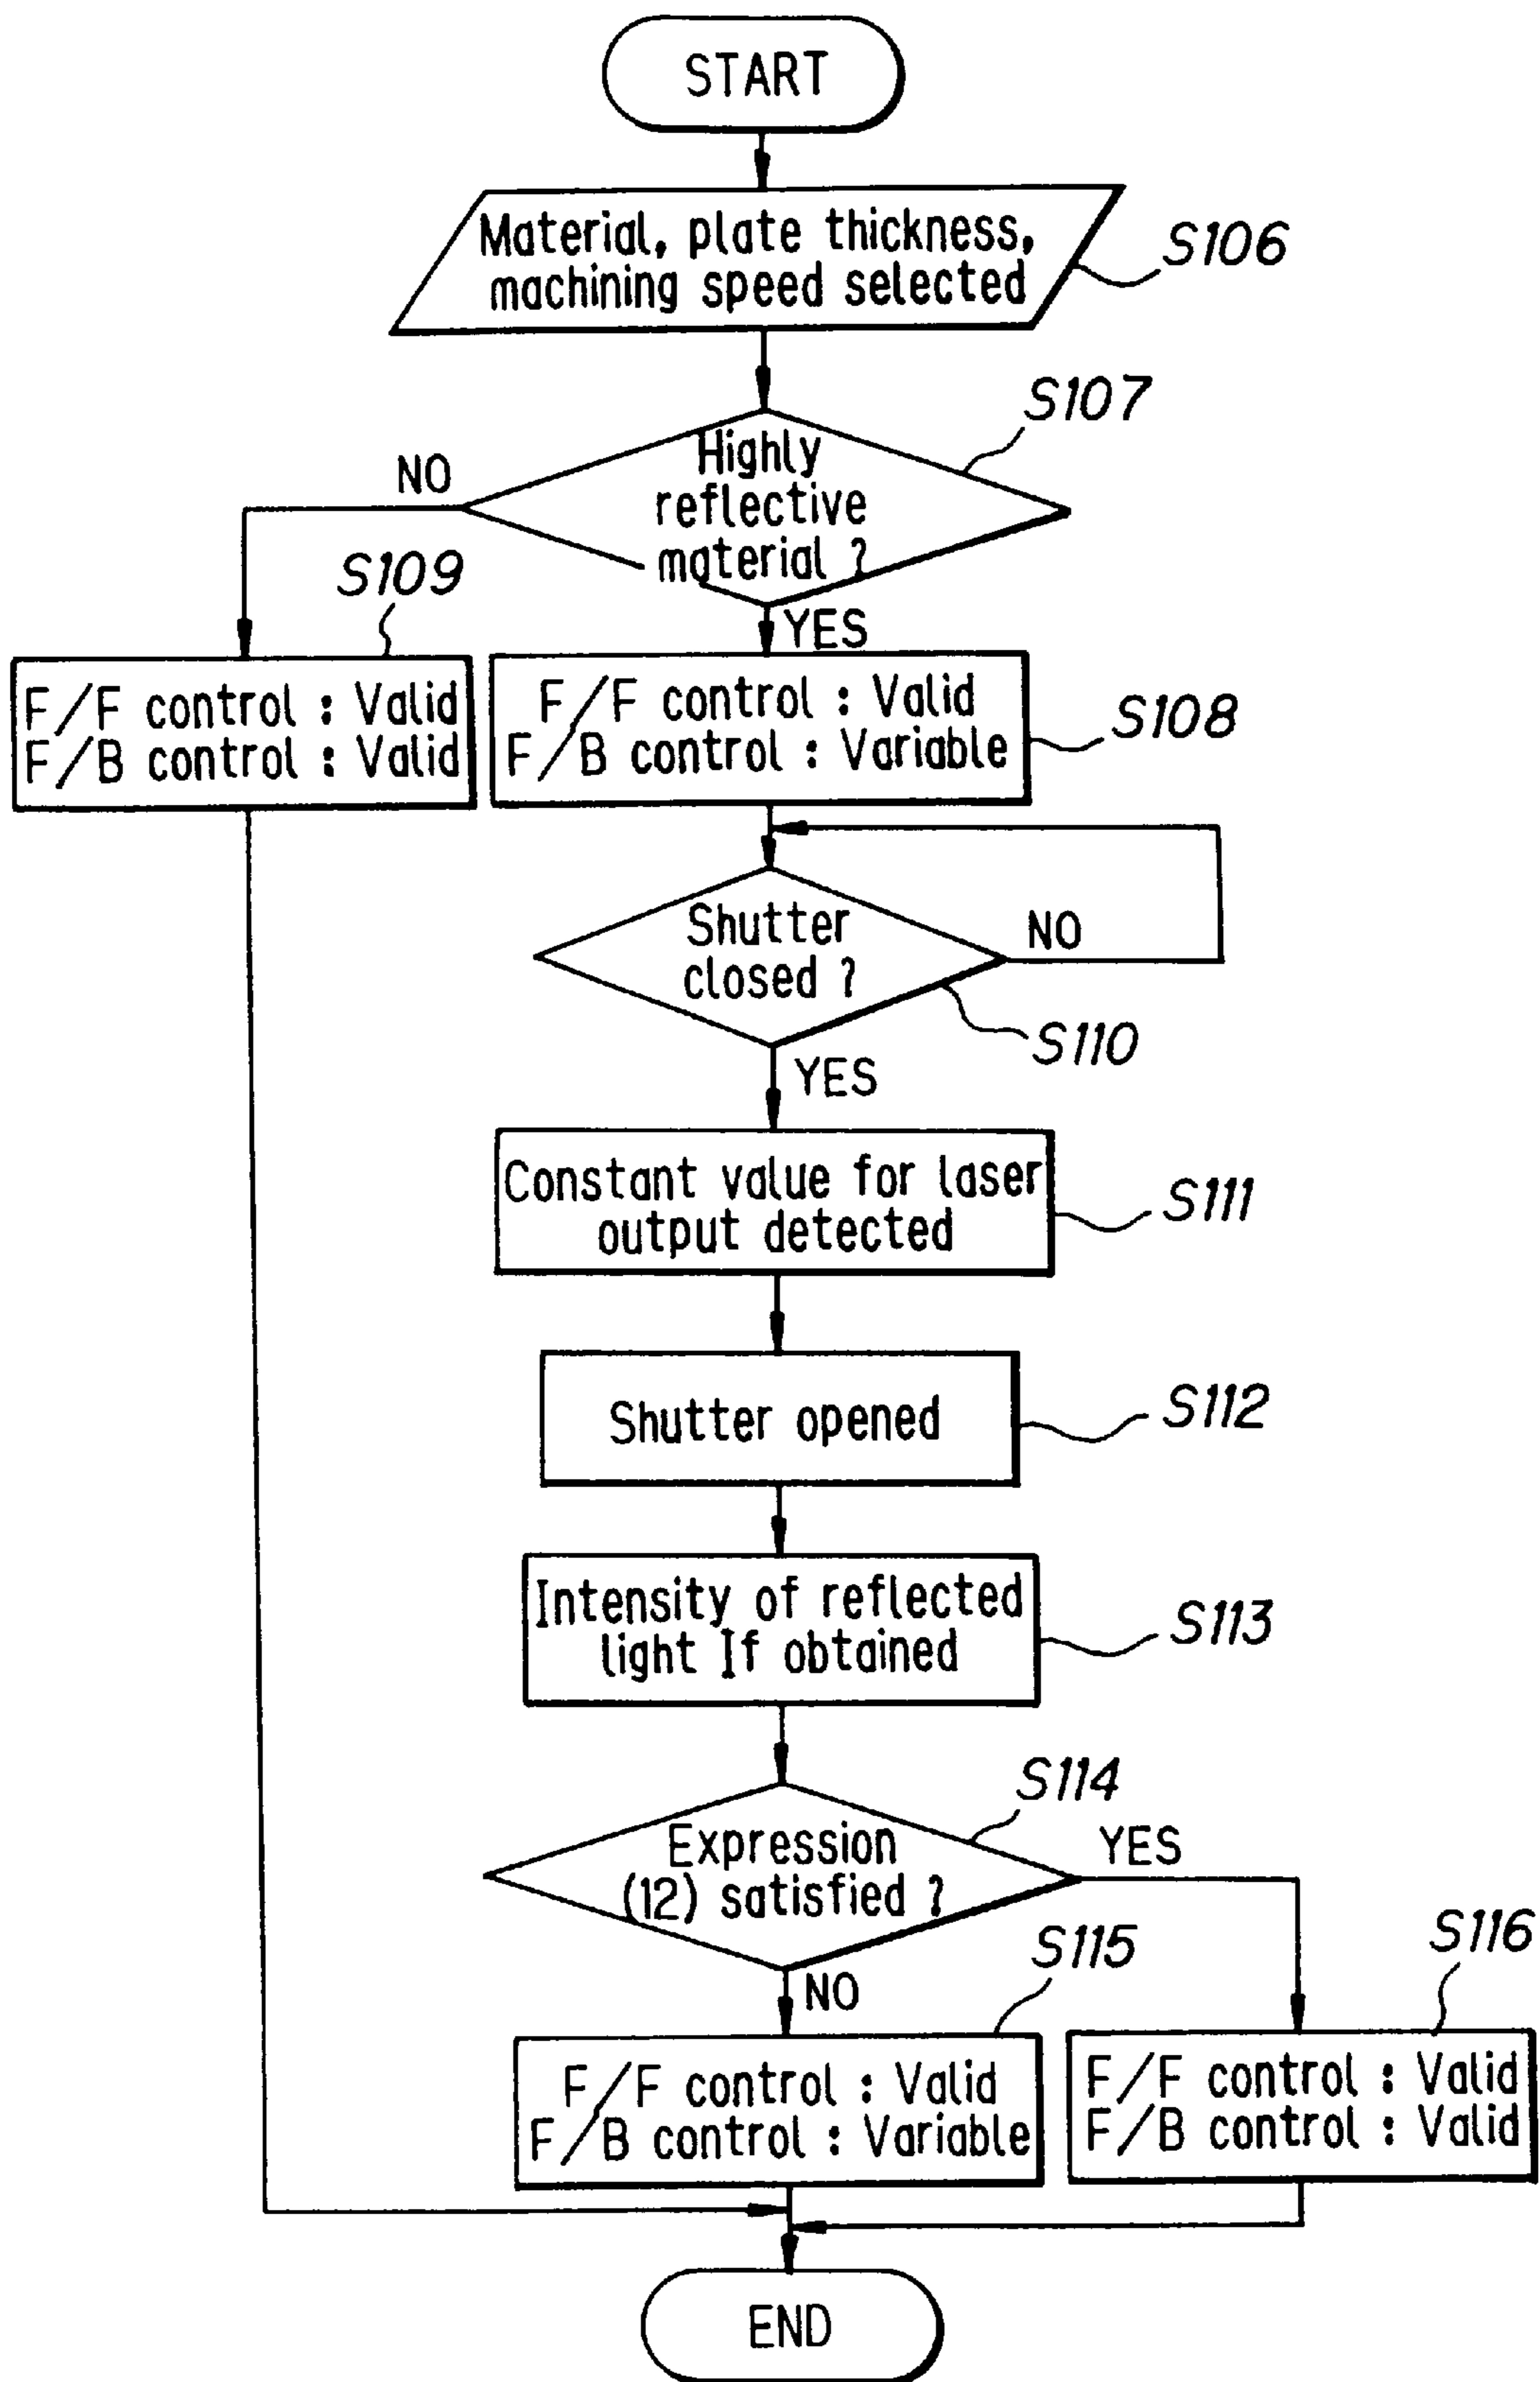 START
Material, plate thickness,
machining speed selected
S106
S107
Highly
reflective
material ?
NO
YES
S109
F/F control : Valid
F/B control : Valid
F/F control : Valid
F/B control : Variable
S108
Shutter
closed ?
NO
S110
YES
Constant value for laser
output detected
S111
Shutter opened
S112
Intensity of reflected
light If obtained
S113
S114
Expression
(12) satisfied ?
YES
NO
S115
S116
F/F control : Valid
F/B control : Variable
F/F control : Valid
F/B control : Valid
END